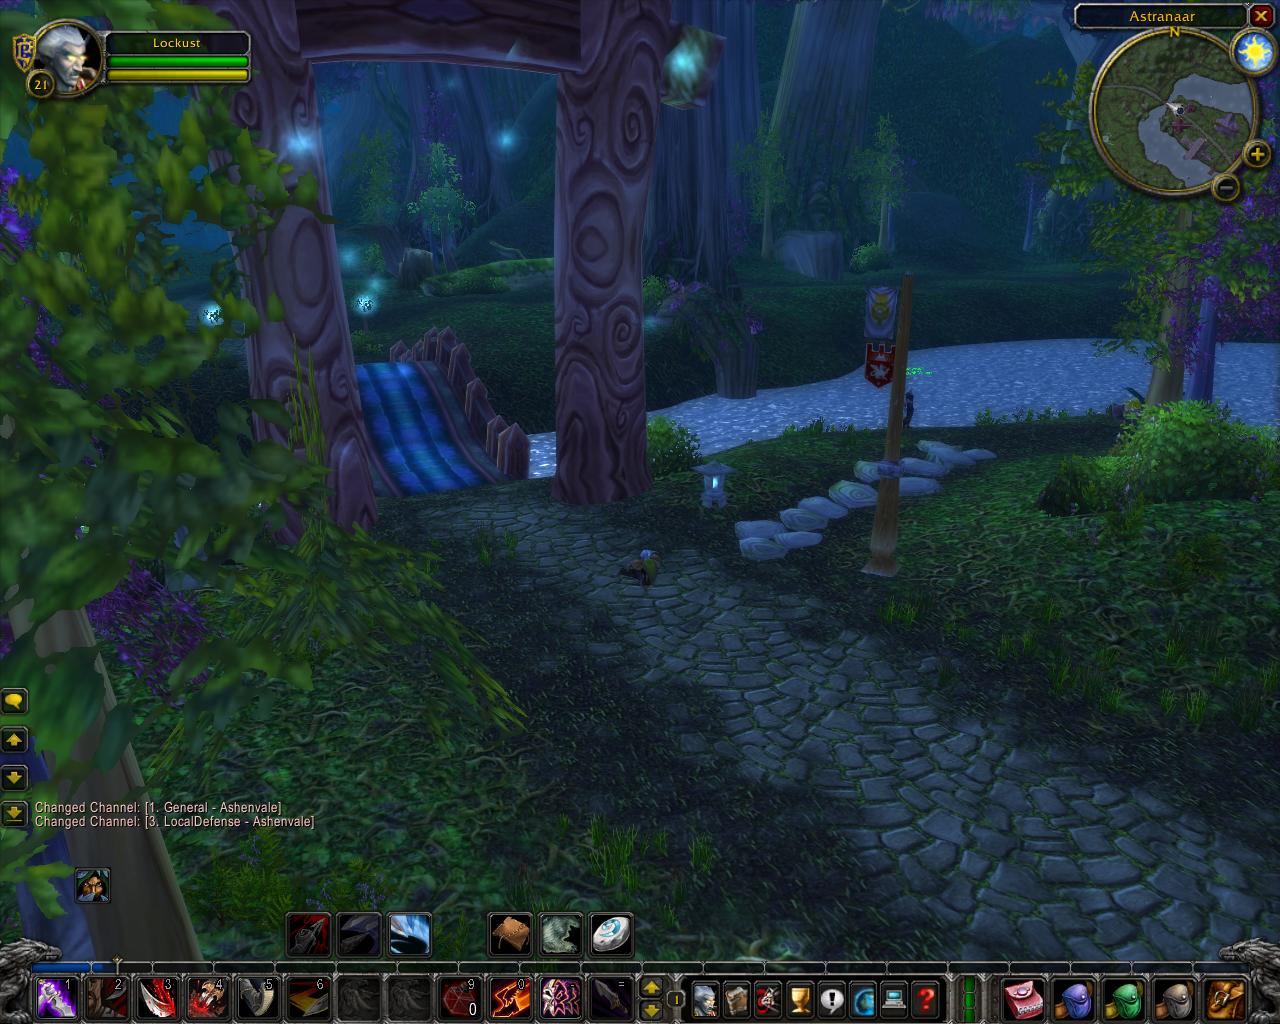 Lockust
21
Astranaar
N
Changed Channel: [1. General - Ashenvale]
Changed Channel: [3. LocalDefense - Ashenvale]
1
2
3
4
5
6
9
0
0
=
1